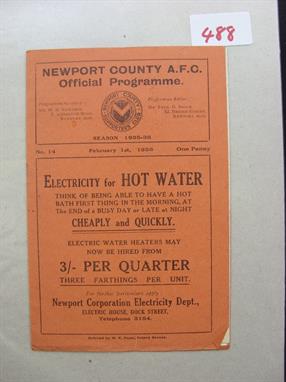 488
NEWPORT COUNTY A.F.C.
Official Programme.
NEWPORT COUNTY
SEASON 1935-36
No. 14 February 1st, 1936 One Penny
ELECTRICITY for HOT WATER
THINK OF BEING ABLE TO HAVE A HOT
BATH FIRST THING IN THE MORNING, AT
The END of a BUSY DAY or LATE at NIGHT
CHEAPLY and QUICKLY.
ELECTRIC WATER HEATERS MAY
NOW BE HIRED FROM
3/- PER QUARTER
THREE FARTHINGS PER UNIT.
For further particulars apply
Newport Corporation Electricity Dept.,
ELECTRIC HOUSE, DOCK STREET,
Telephone 3154.